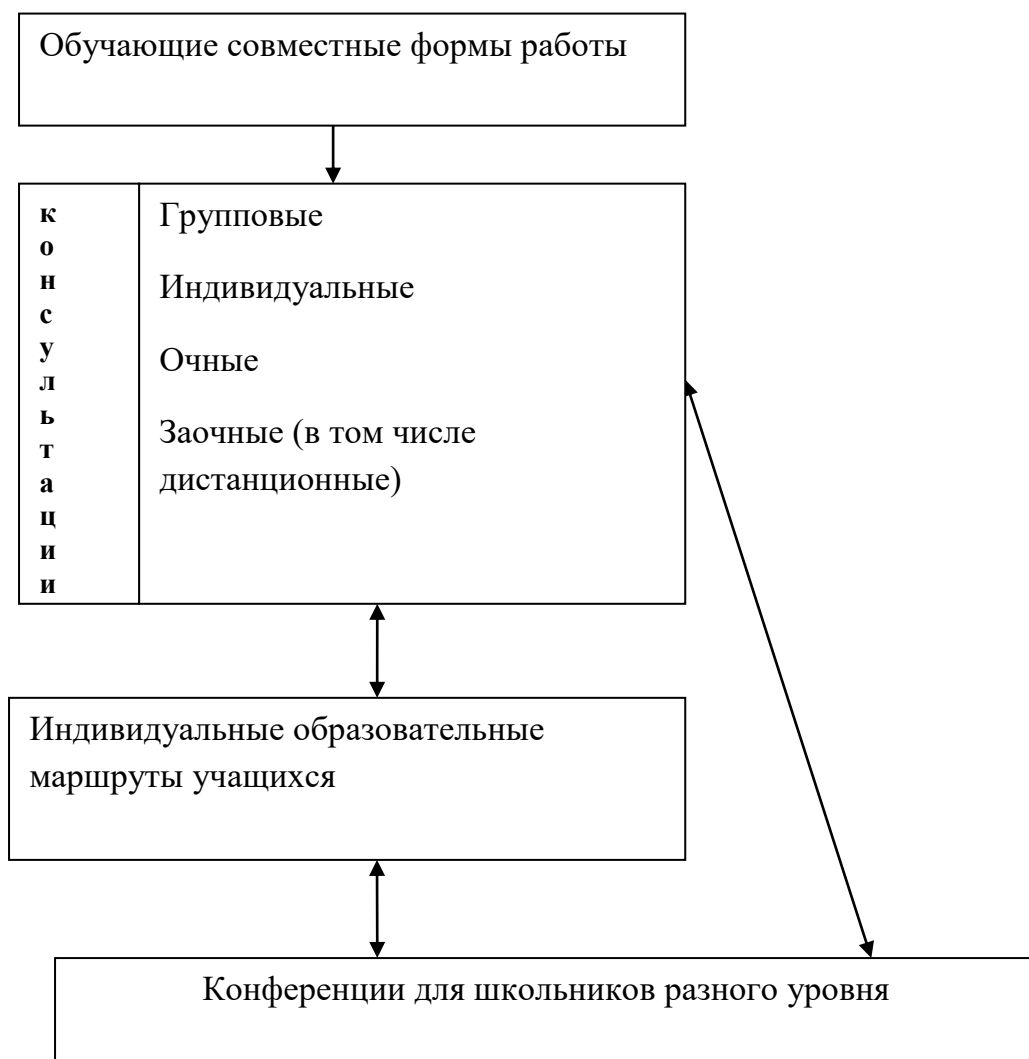 Обучающие совместные формы работы
консультации
Групповые
Индивидуальные
Очные
Заочные (в том числе
дистанционные)
Индивидуальные образовательные
маршруты учащихся
Конференции для школьников разного уровня